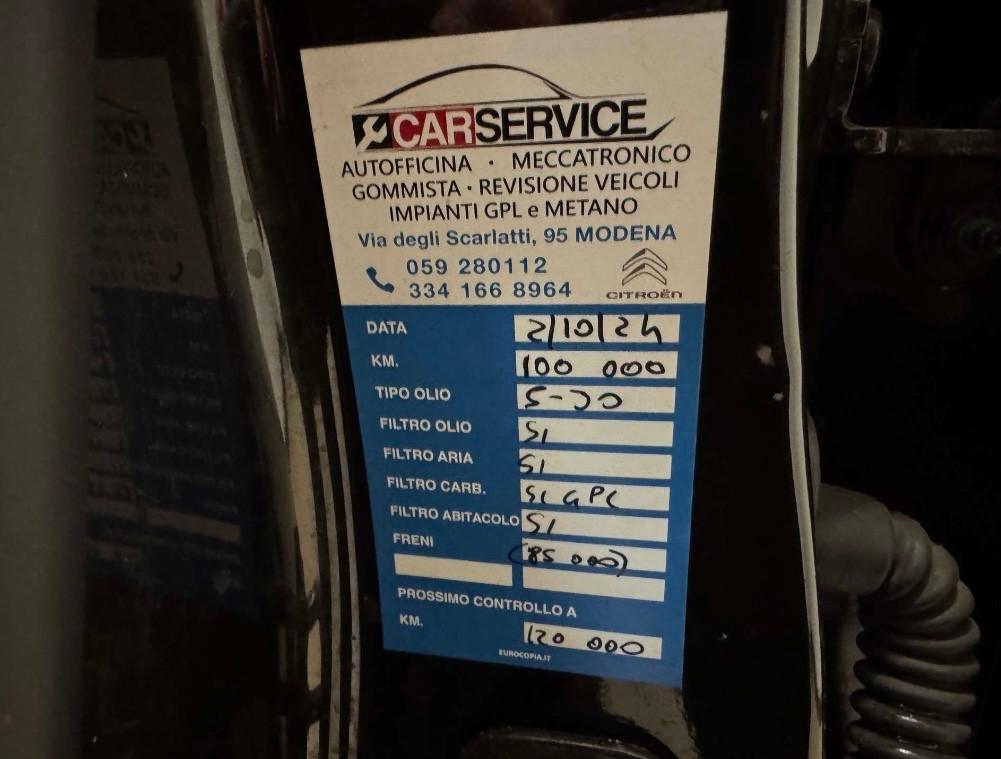 CARSERVICE
AUTOFFICINA · MECCATRONICO
GOMMISTA · REVISIONE VEICOLI
IMPIANTI GPL e METANO
Via degli Scarlatti, 95 MODENA
059 280112
334 166 8964
CITROËN
DATA 2/10/24
KM. 100 000
TIPO OLIO 5-30
FILTRO OLIO SI
FILTRO ARIA SI
FILTRO CARB. SI GPL
FILTRO ABITACOLO SI
FRENI (85 000)
PROSSIMO CONTROLLO A
KM. 120 000
EUROCOPIA.IT